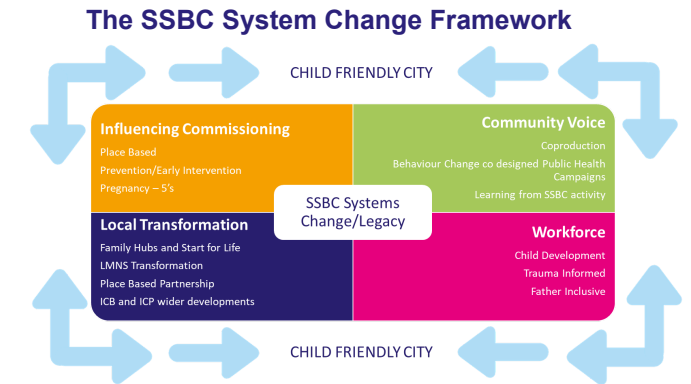 The SSBC System Change Framework
CHILD FRIENDLY CITY
Influencing Commissioning
Place Based
Prevention/Early Intervention
Pregnancy – 5's
Community Voice
Coproduction
Behaviour Change co designed Public Health
Campaigns
Learning from SSBC activity
SSBC Systems
Change/Legacy
Local Transformation
Family Hubs and Start for Life
LMNS Transformation
Place Based Partnership
ICB and ICP wider developments
Workforce
Child Development
Trauma Informed
Father Inclusive
CHILD FRIENDLY CITY